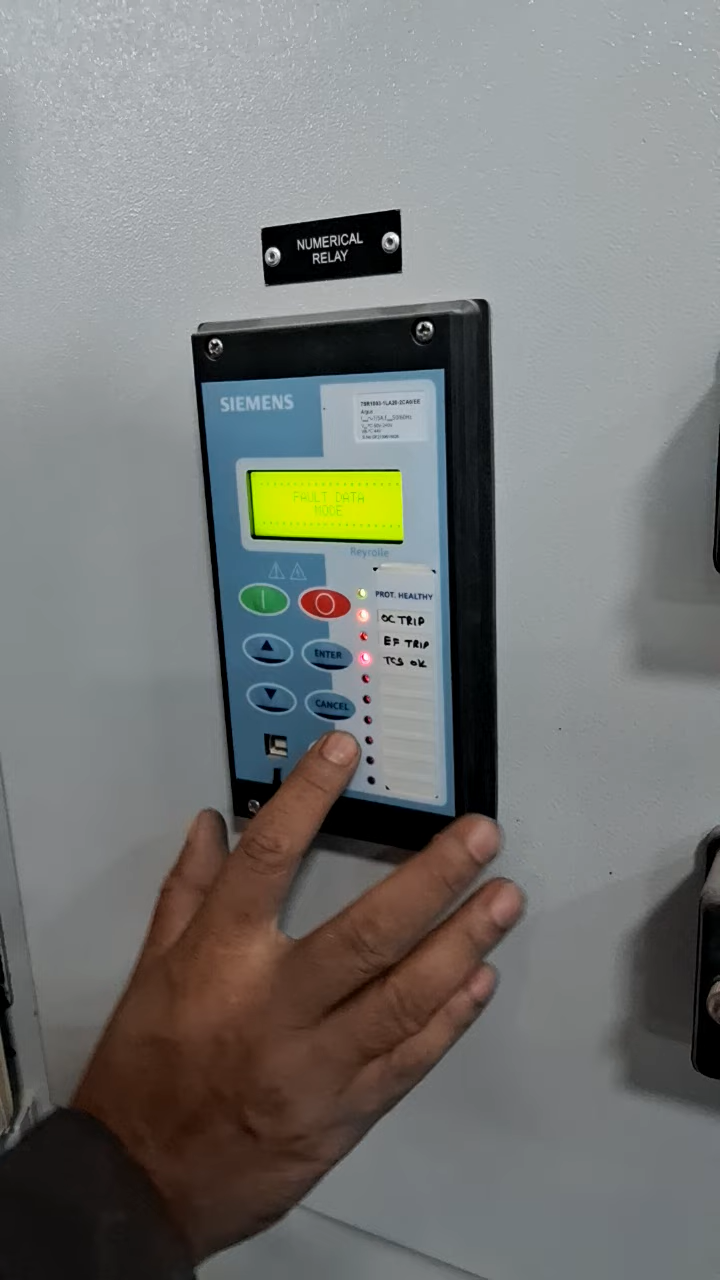 NUMERICAL
RELAY
SIEMENS
FAULT DATA
MODE
Reyrolle
PROT. HEALTHY
OC TRIP
EF TRIP
TCS OK
ENTER
CANCEL